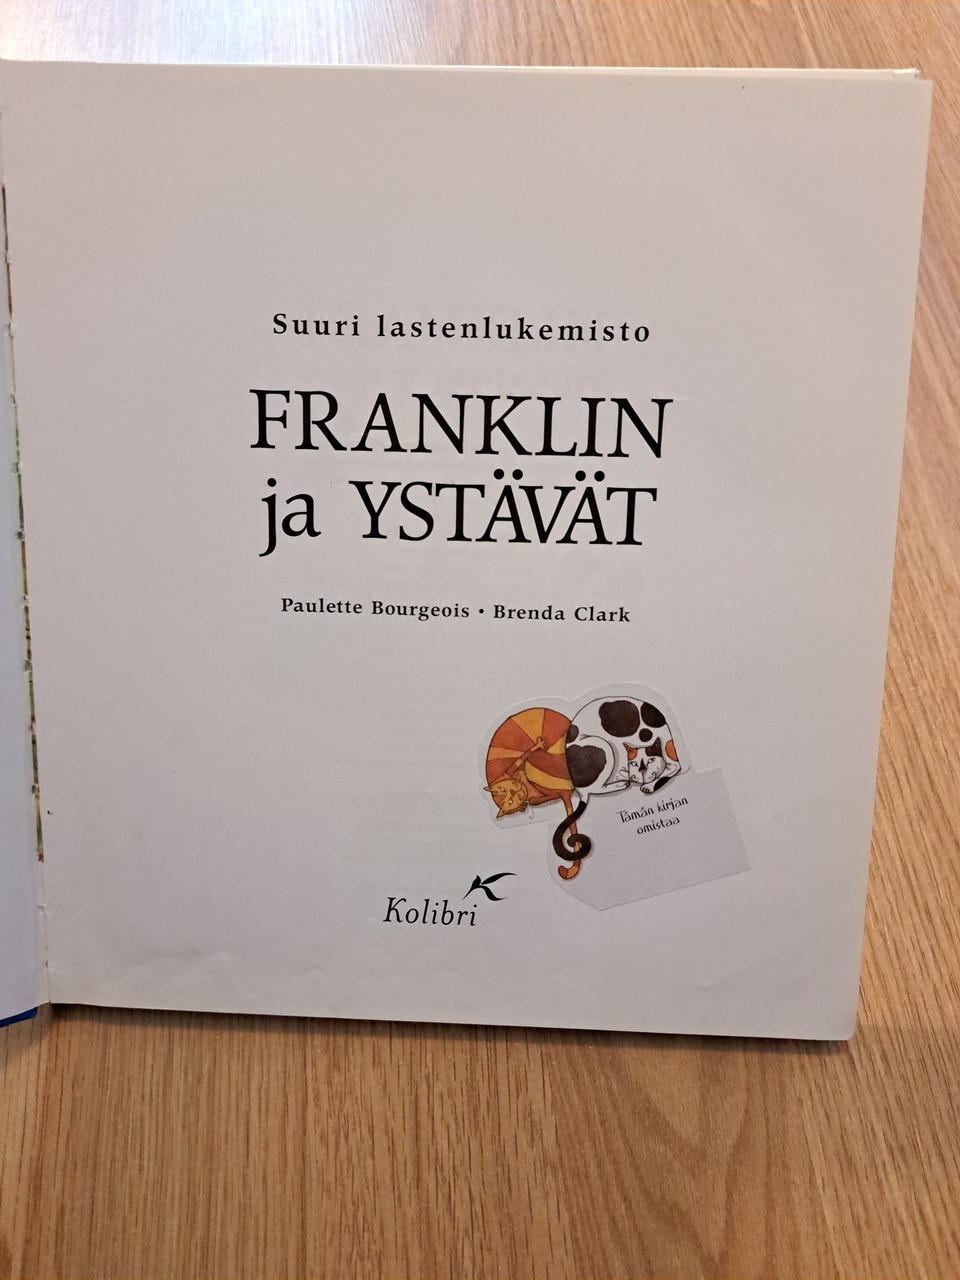 Suuri lastenlukemisto
FRANKLIN
ja YSTÄVÄT
Paulette Bourgeois • Brenda Clark
Tämän kirjan
omistaa
Kolibri